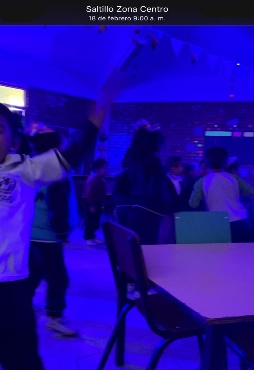 Saltillo Zona Centro
18 de febrero 9:00 a. m.